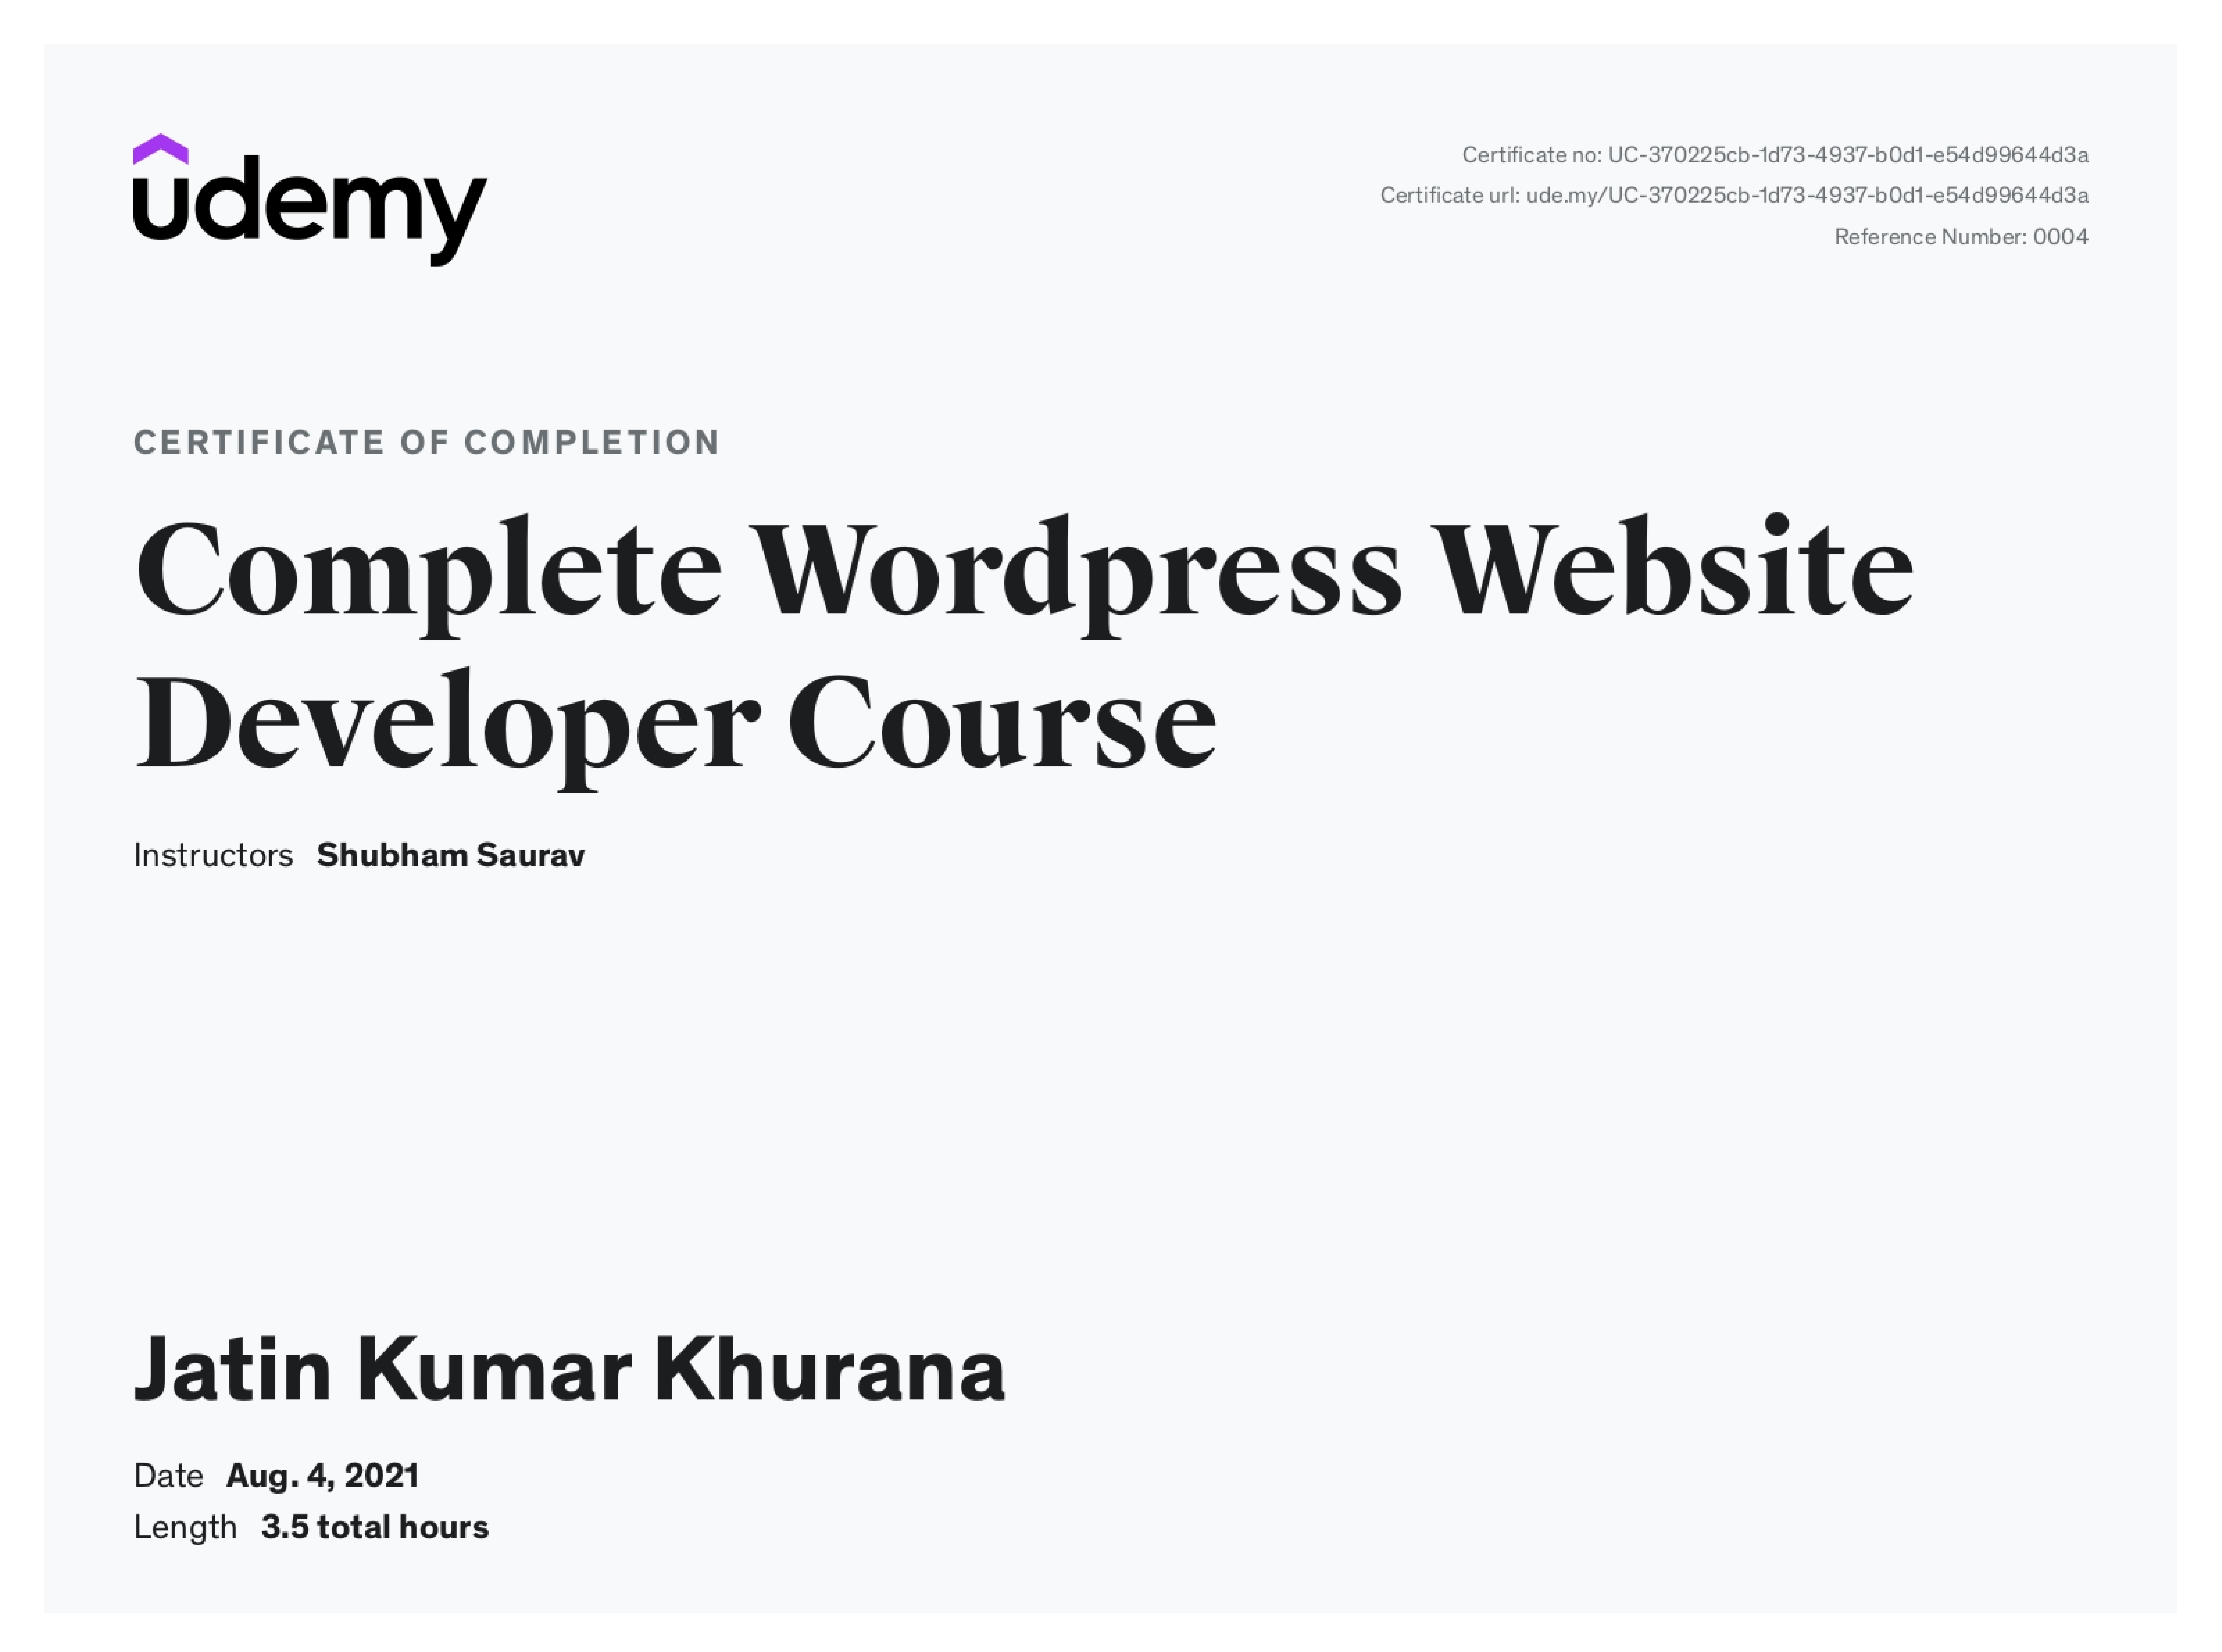 udemy
Certificate no: UC-370225cb-1d73-4937-b0d1-e54d99644d3a
Certificate url: ude.my/UC-370225cb-1d73-4937-b0d1-e54d99644d3a
Reference Number: 0004
CERTIFICATE OF COMPLETION
Complete Wordpress Website
Developer Course
Instructors Shubham Saurav
Jatin Kumar Khurana
Date Aug. 4, 2021
Length 3.5 total hours